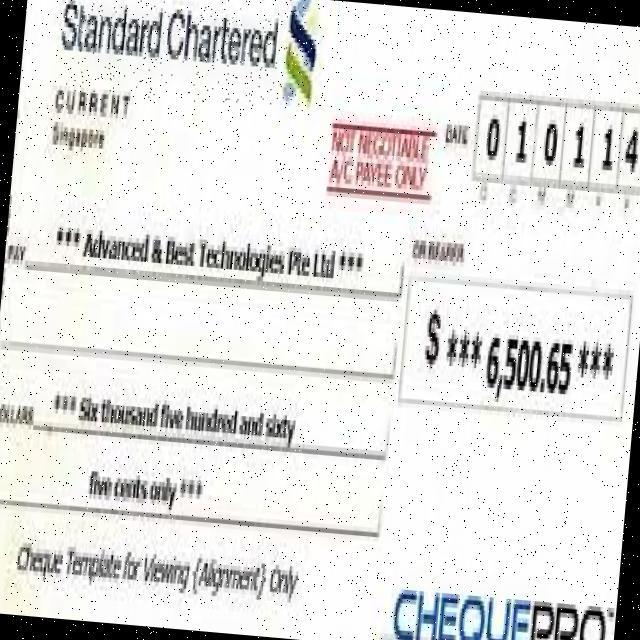 Standard Chartered
CURRENT
Singapore
NOT NEGOTIABLE
A/C PAYEE ONLY
DATE 0 1 0 1 1 4
D D M M Y Y
PAY *** Advanced & Best Technologies Pte Ltd ***
OR BEARER
$ *** 6,500.65 ***
DOLLARS *** Six thousand five hundred and sixty
five cents only ***
Cheque Template for Viewing {Alignment} Only
CHEQUEPRO